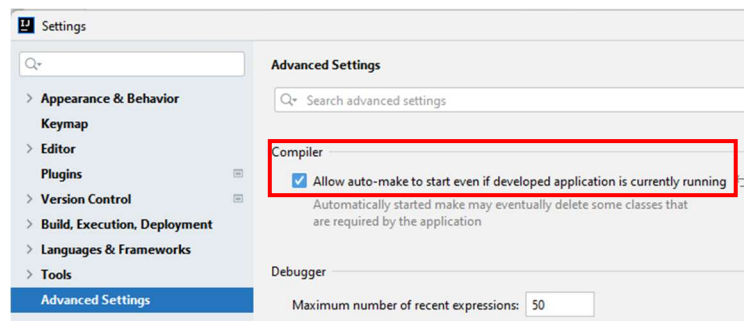 Settings
Appearance & Behavior
Keymap
Editor
Plugins
Version Control
Build, Execution, Deployment
Languages & Frameworks
Tools
Advanced Settings
Advanced Settings
Search advanced settings
Compiler
Allow auto-make to start even if developed application is currently running
Automatically started make may eventually delete some classes that
are required by the application
Debugger
Maximum number of recent expressions: 50